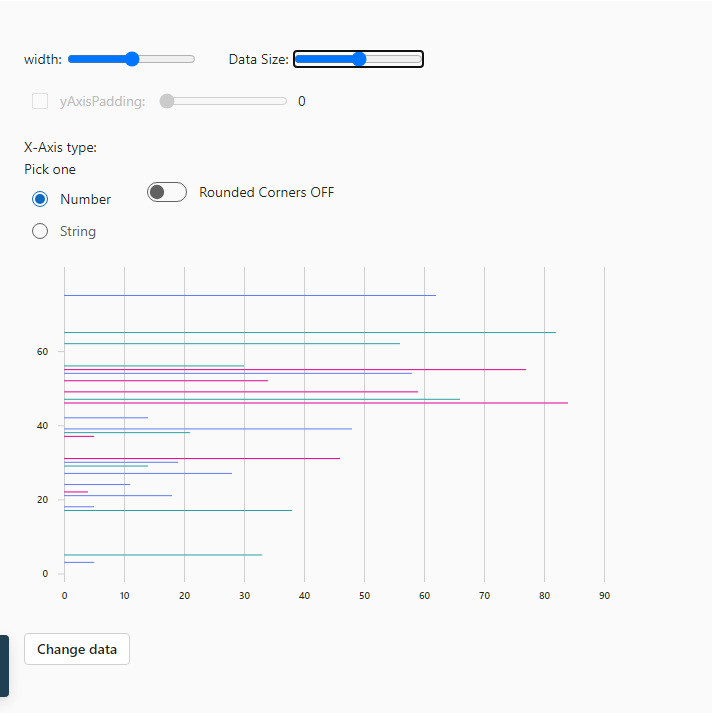 width: Data Size:
yAxisPadding: 0
X-Axis type:
Pick one
Number Rounded Corners OFF
String
60
40
20
0
0 10 20 30 40 50 60 70 80 90
Change data